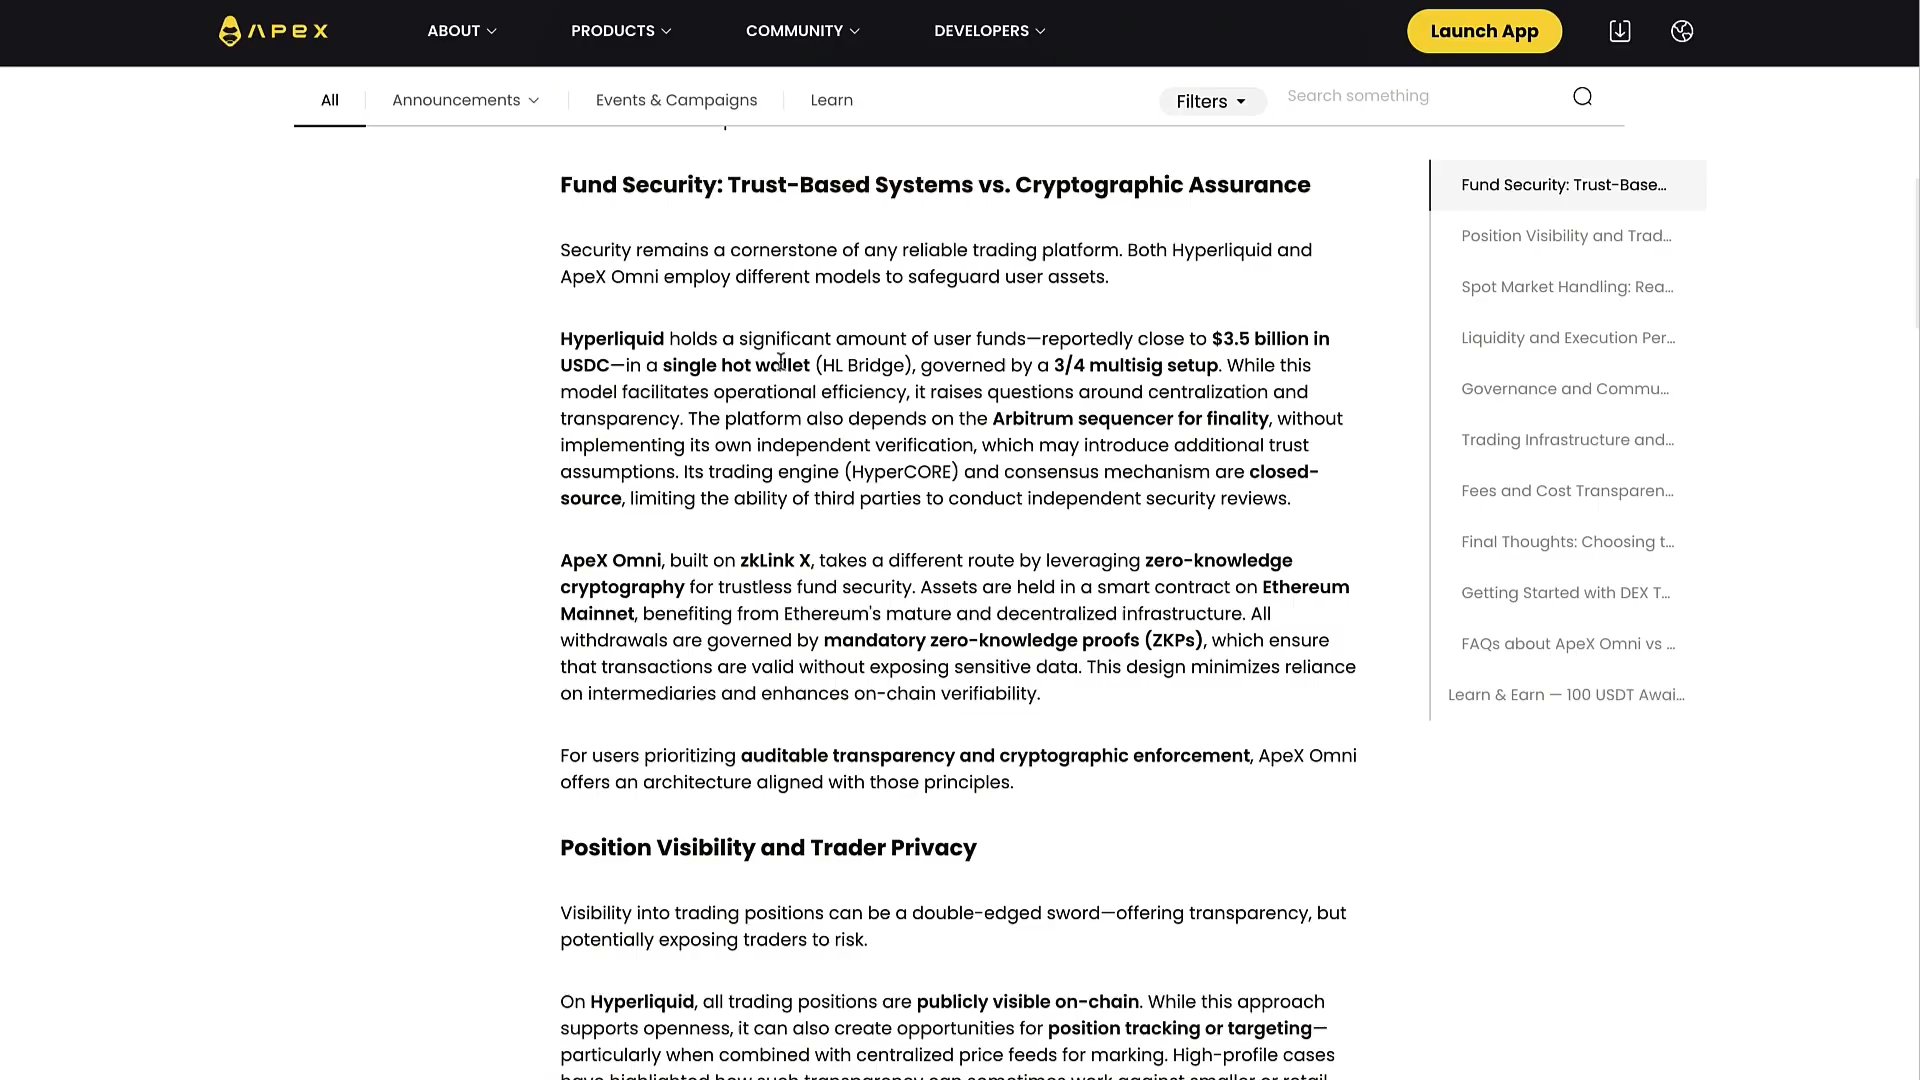 APEX
ABOUT
PRODUCTS
COMMUNITY
DEVELOPERS
Launch App
All
Announcements
Events & Campaigns
Learn
Filters
Search something
Fund Security: Trust-Based Systems vs. Cryptographic Assurance
Security remains a cornerstone of any reliable trading platform. Both Hyperliquid and
ApeX Omni employ different models to safeguard user assets.
Hyperliquid holds a significant amount of user funds—reportedly close to $3.5 billion in
USDC—in a single hot wallet (HL Bridge), governed by a 3/4 multisig setup. While this
model facilitates operational efficiency, it raises questions around centralization and
transparency. The platform also depends on the Arbitrum sequencer for finality, without
implementing its own independent verification, which may introduce additional trust
assumptions. Its trading engine (HyperCORE) and consensus mechanism are closed-
source, limiting the ability of third parties to conduct independent security reviews.
ApeX Omni, built on zkLink X, takes a different route by leveraging zero-knowledge
cryptography for trustless fund security. Assets are held in a smart contract on Ethereum
Mainnet, benefiting from Ethereum's mature and decentralized infrastructure. All
withdrawals are governed by mandatory zero-knowledge proofs (ZKPs), which ensure
that transactions are valid without exposing sensitive data. This design minimizes reliance
on intermediaries and enhances on-chain verifiability.
For users prioritizing auditable transparency and cryptographic enforcement, ApeX Omni
offers an architecture aligned with those principles.
Position Visibility and Trader Privacy
Visibility into trading positions can be a double-edged sword—offering transparency, but
potentially exposing traders to risk.
On Hyperliquid, all trading positions are publicly visible on-chain. While this approach
supports openness, it can also create opportunities for position tracking or targeting—
particularly when combined with centralized price feeds for marking. High-profile cases
have highlighted how such transparency can sometimes work against smaller or retail
Fund Security: Trust-Base...
Position Visibility and Trad...
Spot Market Handling: Rea...
Liquidity and Execution Per...
Governance and Commu...
Trading Infrastructure and...
Fees and Cost Transparen...
Final Thoughts: Choosing t...
Getting Started with DEX T...
FAQs about ApeX Omni vs ...
Learn & Earn — 100 USDT Awai...